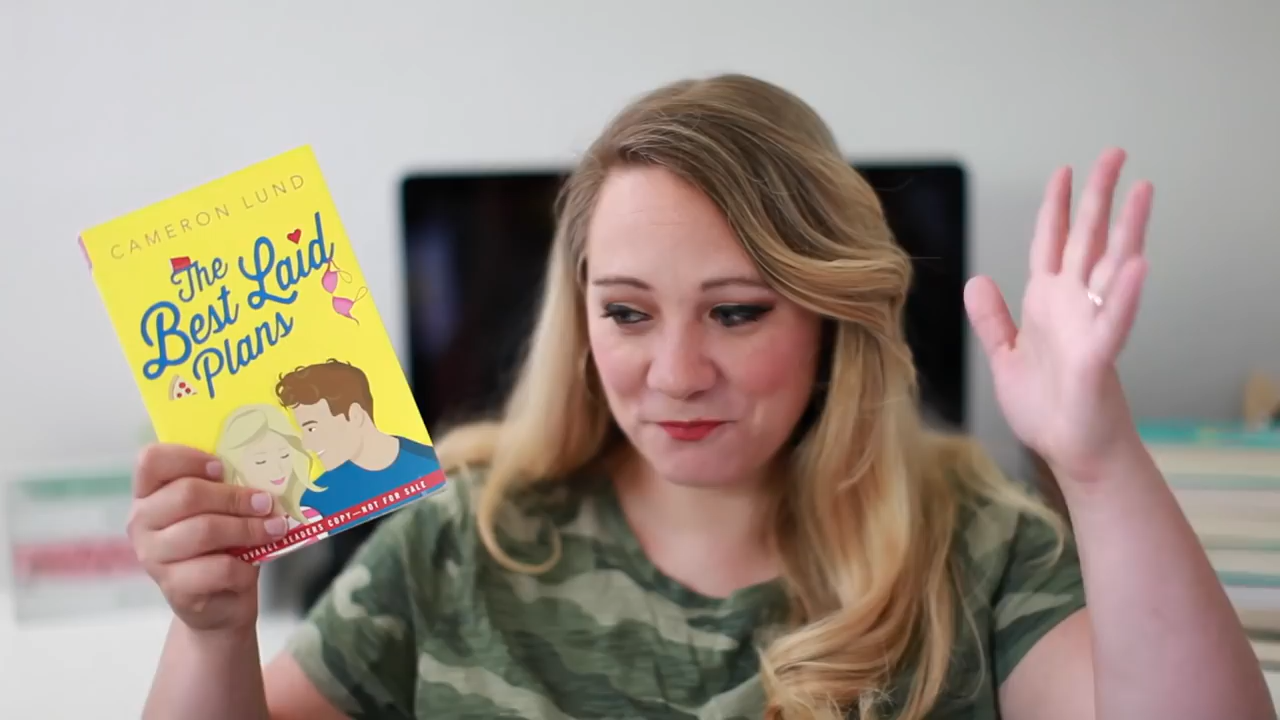 CAMERON LUND
The
Best Laid
Plans
ADVANCE READERS COPY—NOT FOR SALE